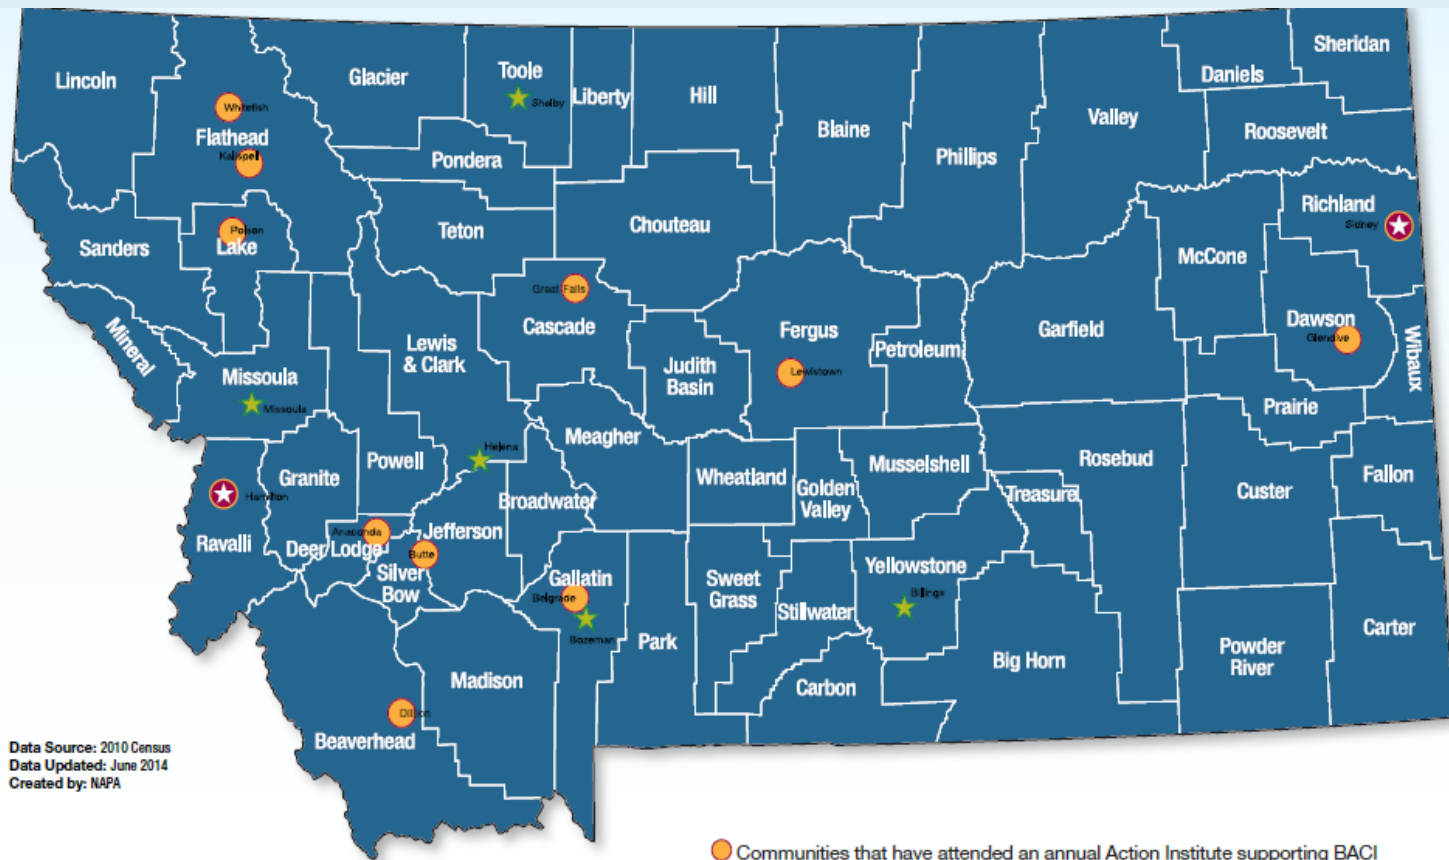 Sheridan
Daniels
Lincoln
Glacier
Toole
Shelby
Liberty
Hill
Blaine
Phillips
Valley
Roosevelt
Whitefish
Flathead
Kalispell
Pondera
Richland
Sidney
Polson
Lake
Sanders
Teton
Chouteau
McCone
Great Falls
Cascade
Fergus
Lewistown
Petroleum
Garfield
Dawson
Glendive
Wibaux
Mineral
Missoula
Missoula
Lewis
& Clark
Judith
Basin
Prairie
Helena
Meagher
Granite
Powell
Hamilton
Ravalli
Broadwater
Wheatland
Golden
Valley
Musselshell
Treasure
Rosebud
Custer
Fallon
Anaconda
Deer Lodge
Butte
Jefferson
Silver
Bow
Gallatin
Belgrade
Bozeman
Park
Sweet
Grass
Stillwater
Yellowstone
Billings
Big Horn
Powder
River
Carter
Carbon
Madison
Dillon
Beaverhead
Data Source: 2010 Census
Data Updated: June 2014
Created by: NAPA
Communities that have attended an annual Action Institute supporting BACI